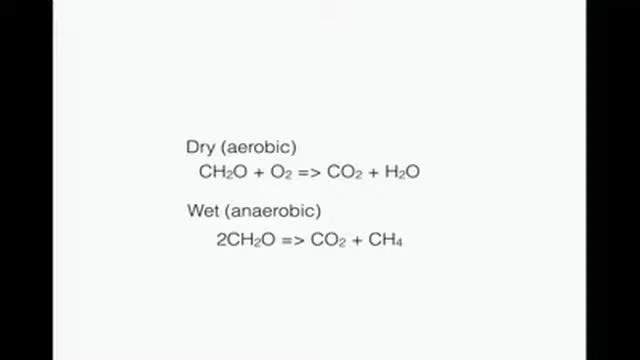 Dry (aerobic)
CH₂O + O₂ => CO₂ + H₂O
Wet (anaerobic)
2CH₂O => CO₂ + CH₄